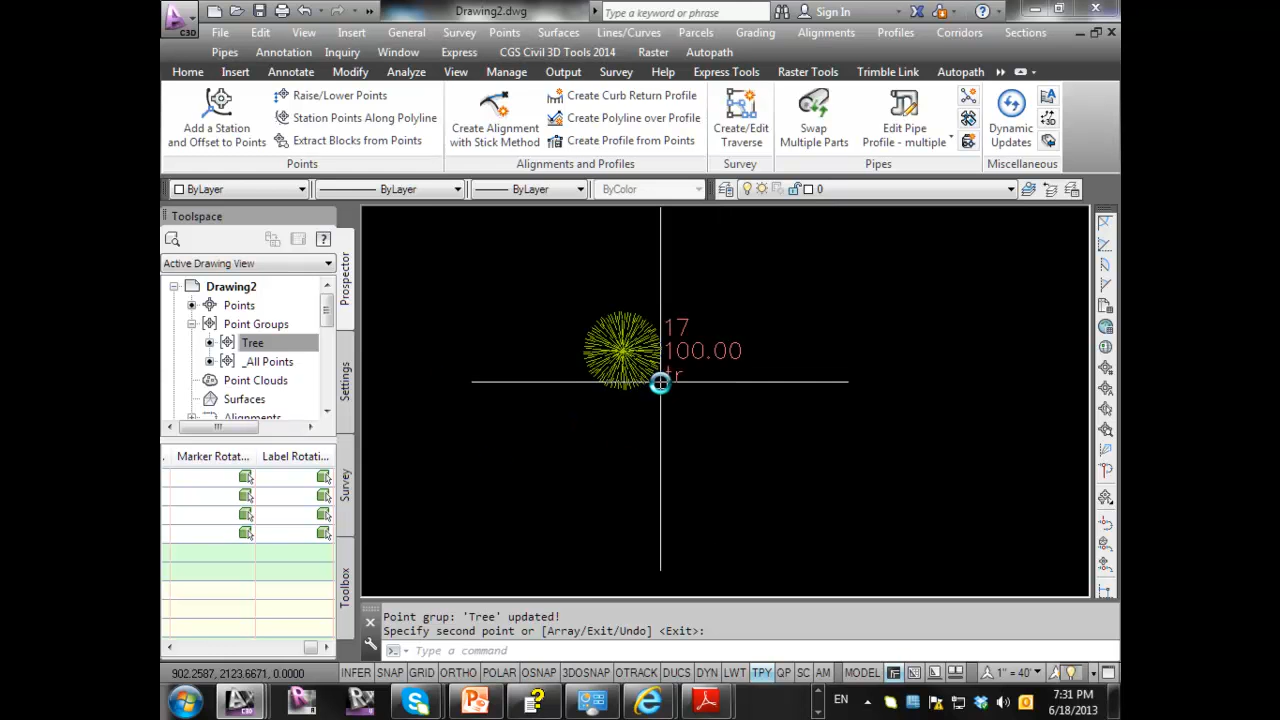 Drawing2.dwg
Type a keyword or phrase
Sign In
C3D
File Edit View Insert General Survey Points Surfaces Lines/Curves Parcels Grading Alignments Profiles Corridors Sections
Pipes Annotation Inquiry Window Express CGS Civil 3D Tools 2014 Raster Autopath
Home Insert Annotate Modify Analyze View Manage Output Survey Help Express Tools Raster Tools Trimble Link Autopath
Add a Station and Offset to Points
Raise/Lower Points
Station Points Along Polyline
Extract Blocks from Points
Create Alignment with Stick Method
Create Curb Return Profile
Create Polyline over Profile
Create Profile from Points
Create/Edit Traverse
Swap Multiple Parts
Edit Pipe Profile - multiple
Dynamic Updates
Points Alignments and Profiles Survey Pipes Miscellaneous
ByLayer ByLayer ByLayer ByColor 0
Toolspace
Active Drawing View
Drawing2
Points
Point Groups
Tree
_All Points
Point Clouds
Surfaces
Alignments
Prospector
Settings
Survey
Toolbox
Marker Rotat... Label Rotati...
17
100.00
tr
Point grup: 'Tree' updated!
Specify second point or [Array/Exit/Undo] <Exit>:
Type a command
902.2587, 2123.6671, 0.0000 INFER SNAP GRID ORTHO POLAR OSNAP 3DOSNAP OTRACK DUCS DYN LWT TPY QP SC AM MODEL 1" = 40'
EN
7:31 PM
6/18/2013